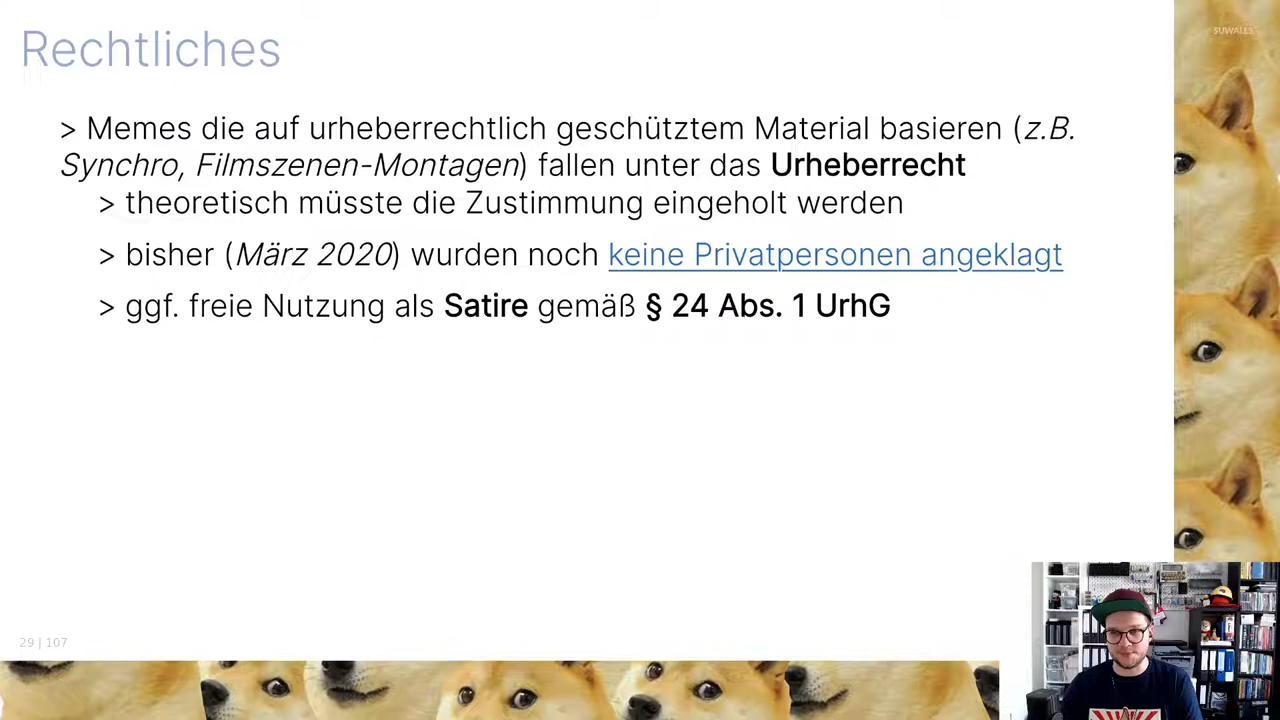 Rechtliches
> Memes die auf urheberrechtlich geschütztem Material basieren (z.B.
Synchro, Filmszenen-Montagen) fallen unter das Urheberrecht
> theoretisch müsste die Zustimmung eingeholt werden
> bisher (März 2020) wurden noch keine Privatpersonen angeklagt
> ggf. freie Nutzung als Satire gemäß § 24 Abs. 1 UrhG
29 | 107